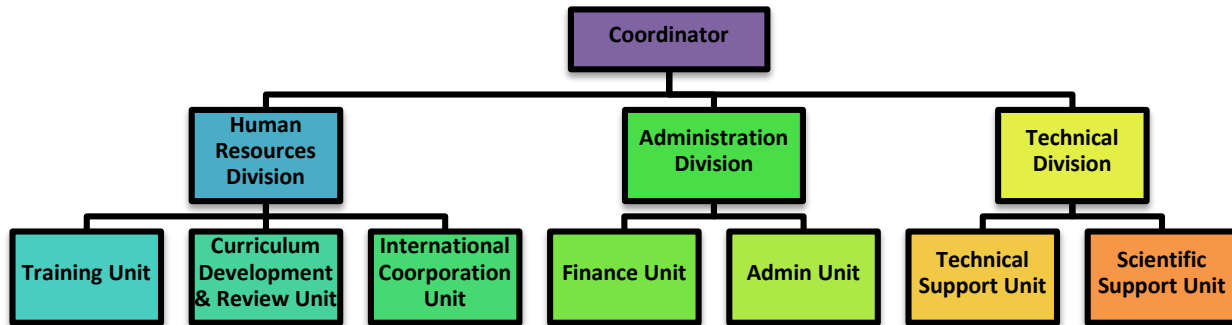 Coordinator
Human
Resources
Division
Administration
Division
Technical
Division
Training Unit
Curriculum
Development
& Review Unit
International
Coorporation
Unit
Finance Unit
Admin Unit
Technical
Support Unit
Scientific
Support Unit